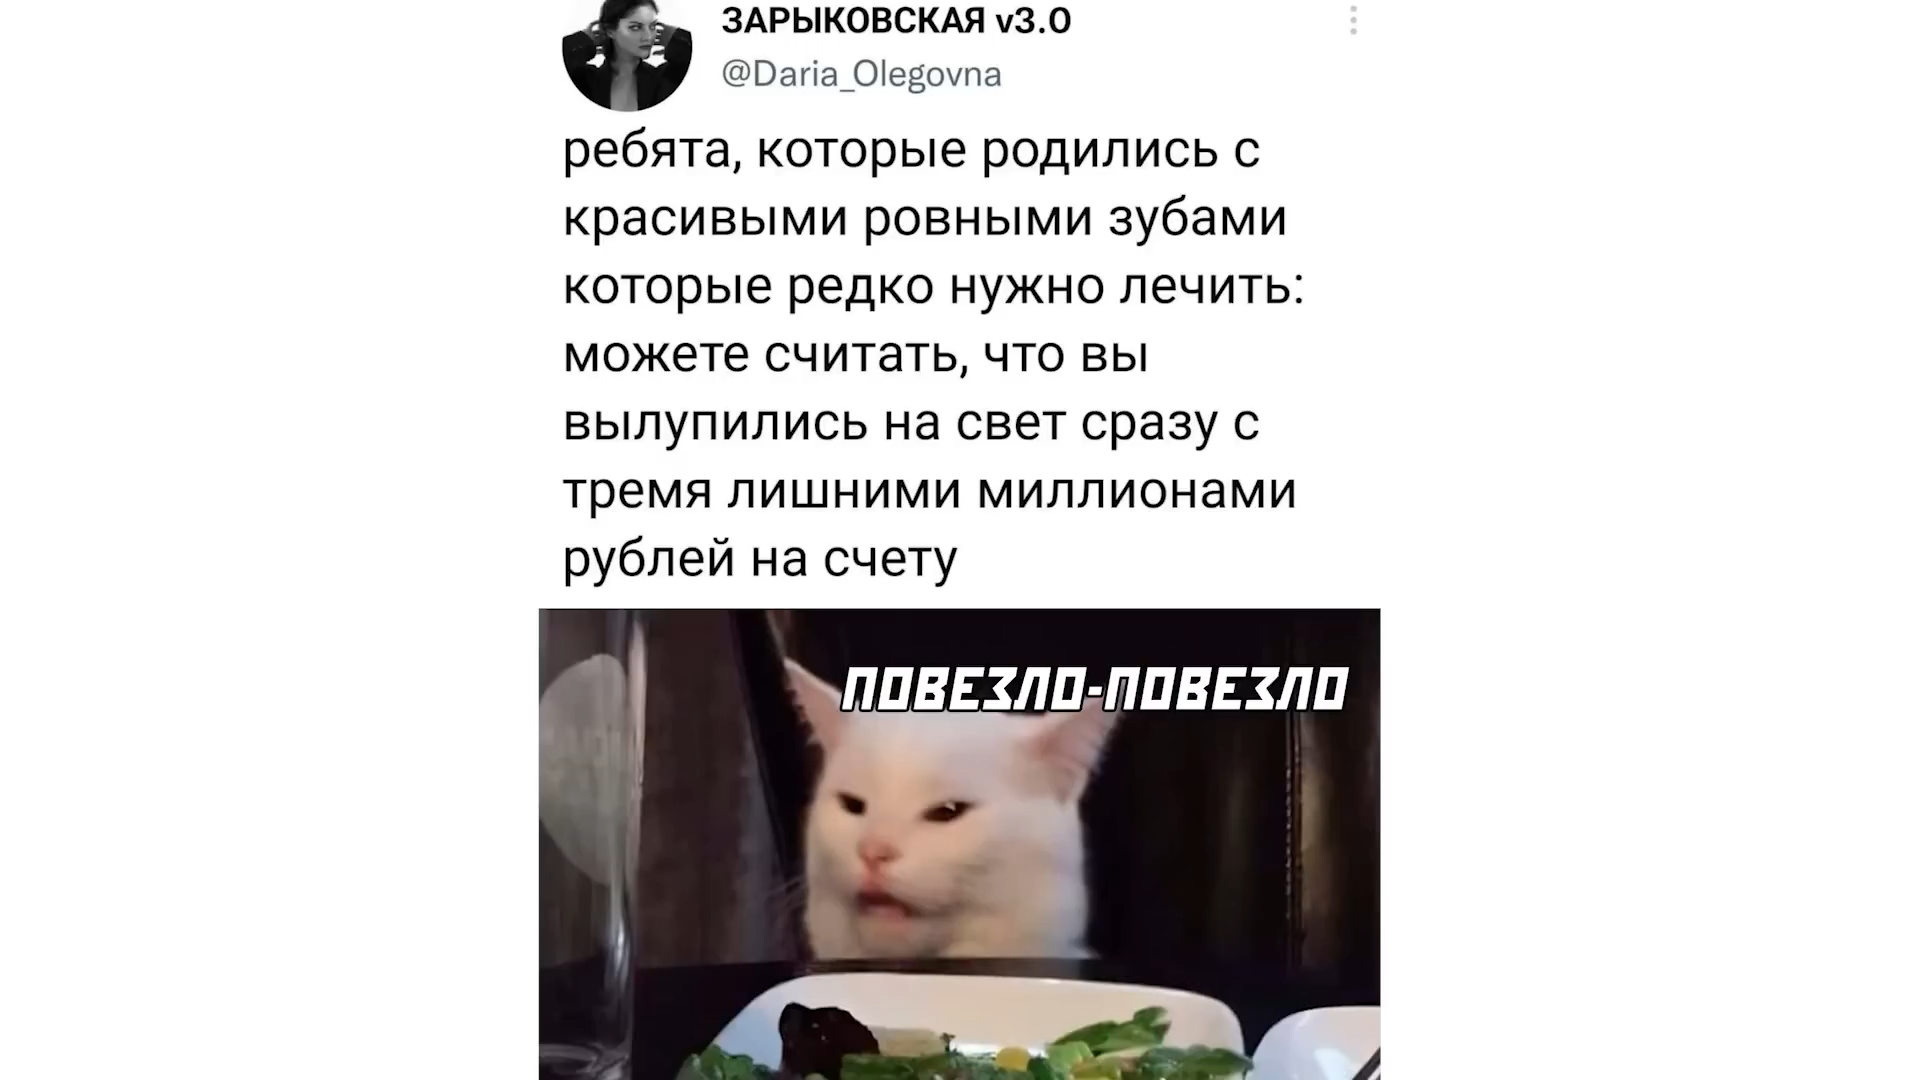 ЗАРЫКОВСКАЯ v3.0
@Daria_Olegovna
ребята, которые родились с
красивыми ровными зубами
которые редко нужно лечить:
можете считать, что вы
вылупились на свет сразу с
тремя лишними миллионами
рублей на счету
ПОВЕЗЛО-ПОВЕЗЛО